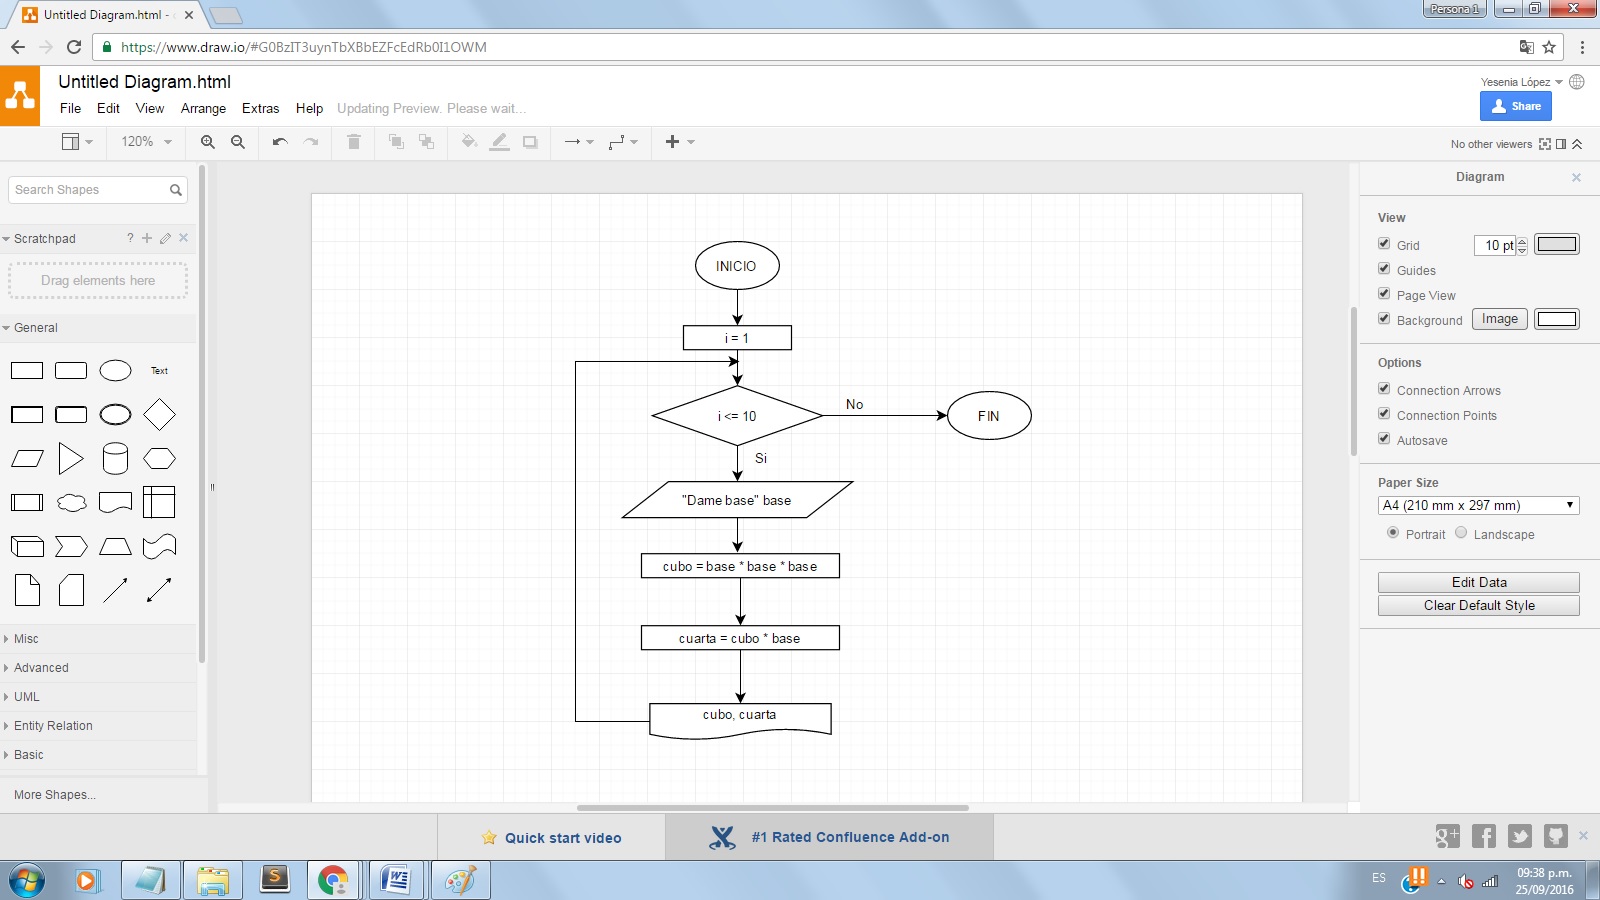 Untitled Diagram.html -
Persona 1
https://www.draw.io/#G0BzIT3uynTbXBbEZFcEdRb0I1OWM
Untitled Diagram.html
Yesenia López
File Edit View Arrange Extras Help Updating Preview. Please wait...
Share
120%
No other viewers
Search Shapes
Scratchpad ?
Drag elements here
General
Text
Misc
Advanced
UML
Entity Relation
Basic
More Shapes...
INICIO
i = 1
i <= 10
No
FIN
Si
"Dame base" base
cubo = base * base * base
cuarta = cubo * base
cubo, cuarta
Diagram
View
Grid 10 pt
Guides
Page View
Background Image
Options
Connection Arrows
Connection Points
Autosave
Paper Size
A4 (210 mm x 297 mm)
Portrait Landscape
Edit Data
Clear Default Style
Quick start video
#1 Rated Confluence Add-on
ES
09:38 p.m.
25/09/2016